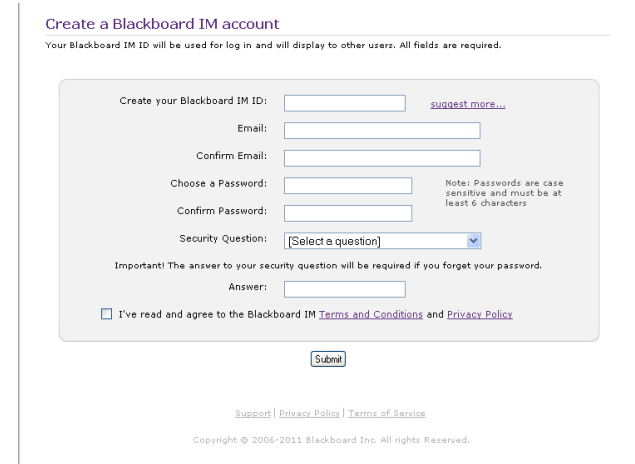 Create a Blackboard IM account
Your Blackboard IM ID will be used for log in and will display to other users. All fields are required.
Create your Blackboard IM ID: suggest more...
Email:
Confirm Email:
Choose a Password:
Note: Passwords are case
sensitive and must be at
least 6 characters
Confirm Password:
Security Question: [Select a question]
Important! The answer to your security question will be required if you forget your password.
Answer:
I've read and agree to the Blackboard IM Terms and Conditions and Privacy Policy
Submit
Support | Privacy Policy | Terms of Service
Copyright @ 2006-2011 Blackboard Inc. All rights Reserved.